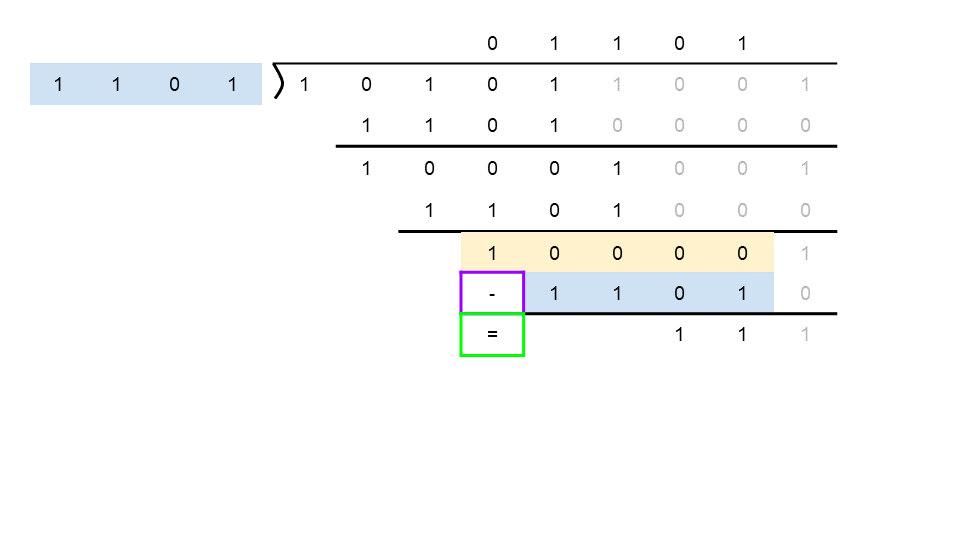 0 1 1 0 1
1 1 0 1 1 0 1 0 1 1 0 0 1
1 1 0 1 0 0 0 0
1 0 0 0 1 0 0 1
1 1 0 1 0 0 0
1 0 0 0 0 1
- 1 1 0 1 0
= 1 1 1